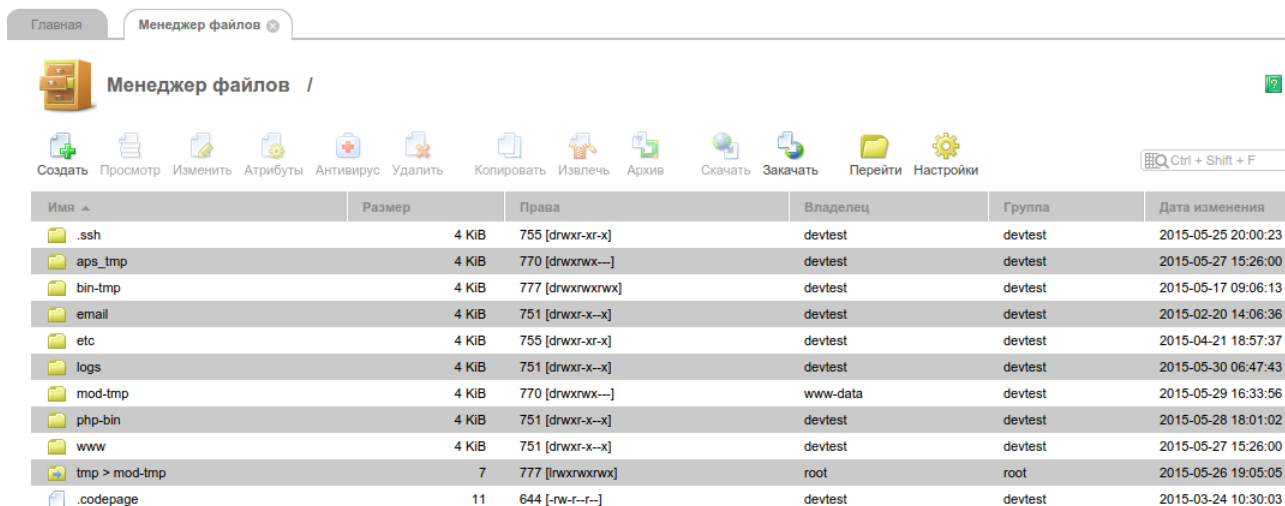 Главная Менеджер файлов
Менеджер файлов /
Создать Просмотр Изменить Атрибуты Антивирус Удалить Копировать Извлечь Архив Скачать Закачать Перейти Настройки
Ctrl + Shift + F
Имя Размер Права Владелец Группа Дата изменения
.ssh 4 KiB 755 [drwxr-xr-x] devtest devtest 2015-05-25 20:00:23
aps_tmp 4 KiB 770 [drwxrwx---] devtest devtest 2015-05-27 15:26:00
bin-tmp 4 KiB 777 [drwxrwxrwx] devtest devtest 2015-05-17 09:06:13
email 4 KiB 751 [drwxr-x--x] devtest devtest 2015-02-20 14:06:36
etc 4 KiB 755 [drwxr-xr-x] devtest devtest 2015-04-21 18:57:37
logs 4 KiB 751 [drwxr-x--x] devtest devtest 2015-05-30 06:47:43
mod-tmp 4 KiB 770 [drwxrwx---] www-data devtest 2015-05-29 16:33:56
php-bin 4 KiB 751 [drwxr-x--x] devtest devtest 2015-05-28 18:01:02
www 4 KiB 751 [drwxr-x--x] devtest devtest 2015-05-27 15:26:00
tmp > mod-tmp 7 777 [lrwxrwxrwx] root root 2015-05-26 19:05:05
.codepage 11 644 [-rw-r--r--] devtest devtest 2015-03-24 10:30:03